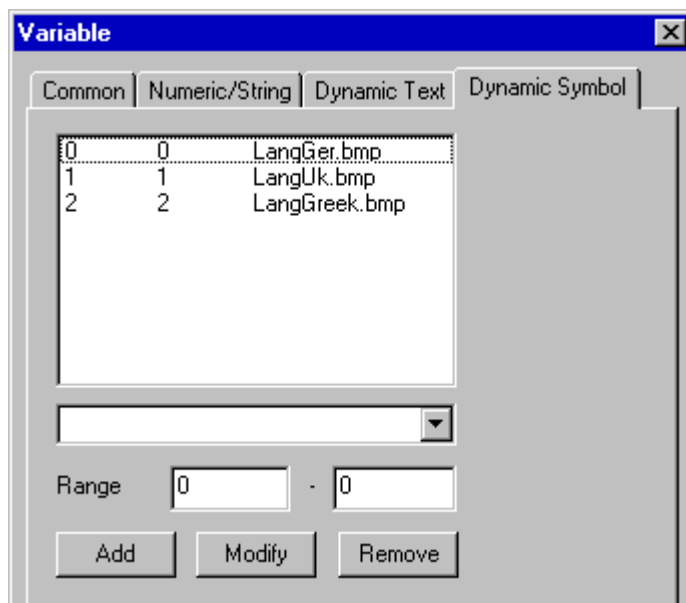 Variable
Common Numeric/String Dynamic Text Dynamic Symbol
0 0 LangGer.bmp
1 1 LangUk.bmp
2 2 LangGreek.bmp
Range 0 - 0
Add Modify Remove